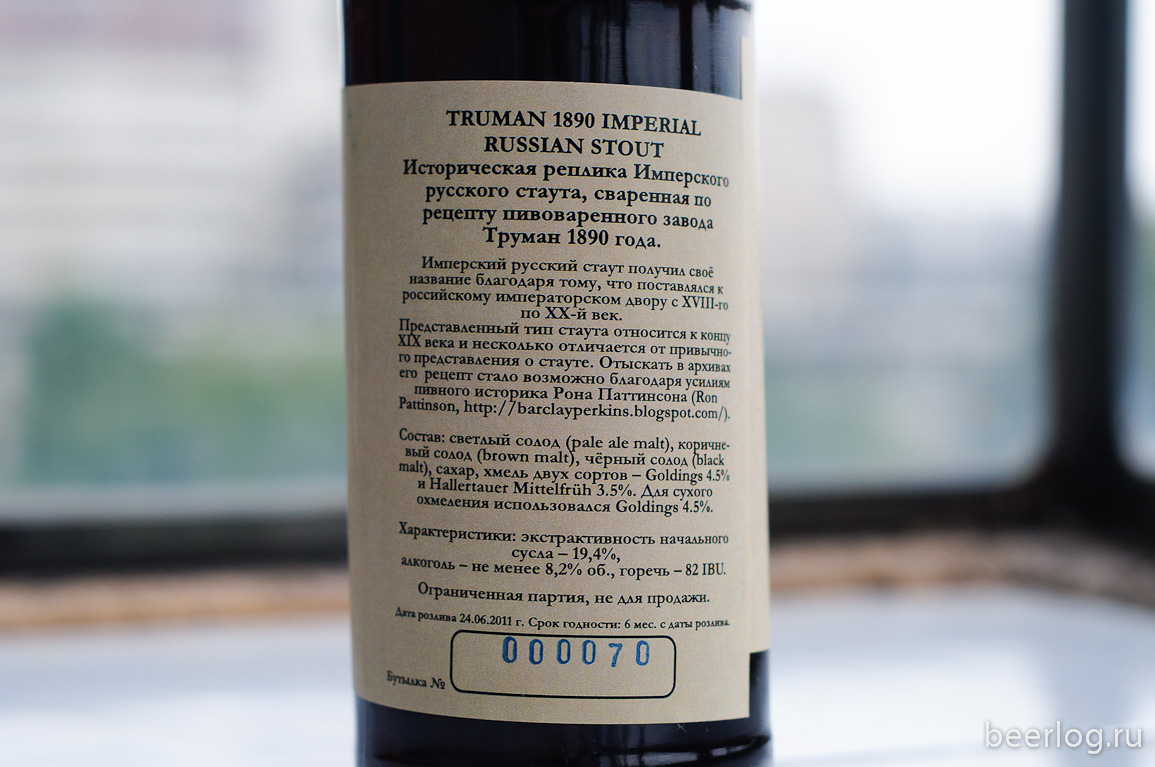 TRUMAN 1890 IMPERIAL
RUSSIAN STOUT
Историческая реплика Имперского
русского стаута, сваренная по
рецепту пивоваренного завода
Труман 1890 года.
Имперский русский стаут получил своё
название благодаря тому, что поставлялся к
российскому императорском двору с XVIII-го
по XX-й век.
Представленный тип стаута относится к концу
XIX века и несколько отличается от привычно-
го представления о стауте. Отыскать в архивах
его рецепт стало возможно благодаря усилиям
пивного историка Рона Паттинсона (Ron
Pattinson, http://barclayperkins.blogspot.com/).
Состав: светлый солод (pale ale malt), коричне-
вый солод (brown malt), чёрный солод (black
malt), сахар, хмель двух сортов – Goldings 4.5%
и Hallertauer Mittelfrüh 3.5%. Для сухого
охмеления использовался Goldings 4.5%.
Характеристики: экстрактивность начального
сусла – 19,4%,
алкоголь – не менее 8,2% об., горечь – 82 IBU.
Ограниченная партия, не для продажи.
Дата розлива 24.06.2011 г. Срок годности: 6 мес. с даты розлива.
000070
Бутылка №
beerlog.ru